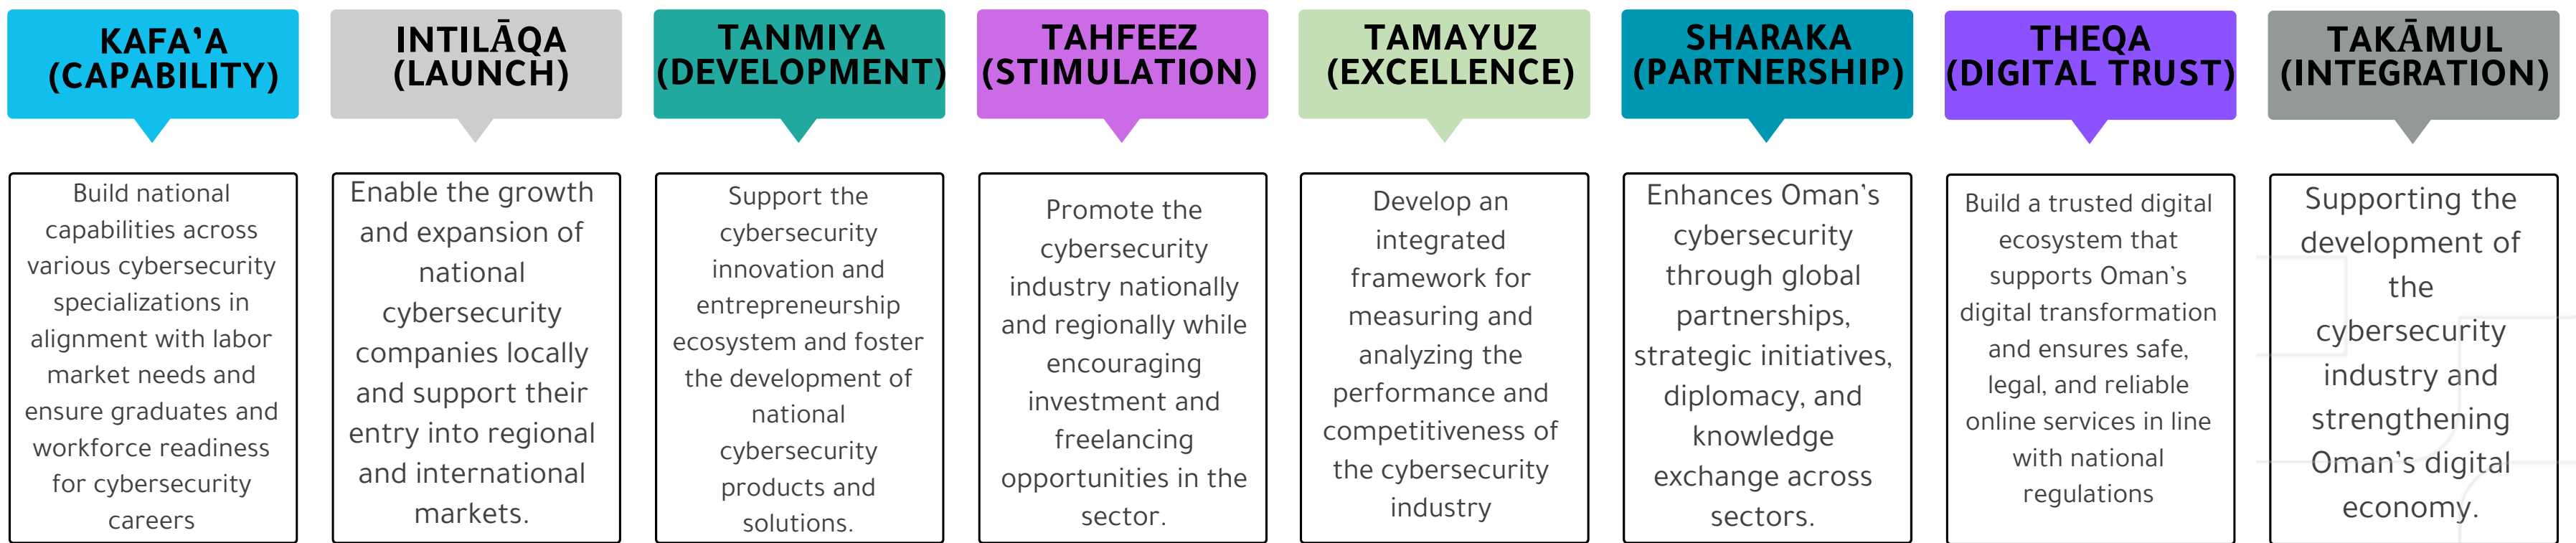 KAFA'A
(CAPABILITY)
Build national
capabilities across
various cybersecurity
specializations in
alignment with labor
market needs and
ensure graduates and
workforce readiness
for cybersecurity
careers
INTILĀQA
(LAUNCH)
Enable the growth
and expansion of
national
cybersecurity
companies locally
and support their
entry into regional
and international
markets.
TANMIYA
(DEVELOPMENT)
Support the
cybersecurity
innovation and
entrepreneurship
ecosystem and foster
the development of
national
cybersecurity
products and
solutions.
TAHFEEZ
(STIMULATION)
Promote the
cybersecurity
industry nationally
and regionally while
encouraging
investment and
freelancing
opportunities in the
sector.
TAMAYUZ
(EXCELLENCE)
Develop an
integrated
framework for
measuring and
analyzing the
performance and
competitiveness of
the cybersecurity
industry
SHARAKA
(PARTNERSHIP)
Enhances Oman's
cybersecurity
through global
partnerships,
strategic initiatives,
diplomacy, and
knowledge
exchange across
sectors.
THEQA
(DIGITAL TRUST)
Build a trusted digital
ecosystem that
supports Oman's
digital transformation
and ensures safe,
legal, and reliable
online services in line
with national
regulations
TAKĀMUL
(INTEGRATION)
Supporting the
development of
the
cybersecurity
industry and
strengthening
Oman's digital
economy.